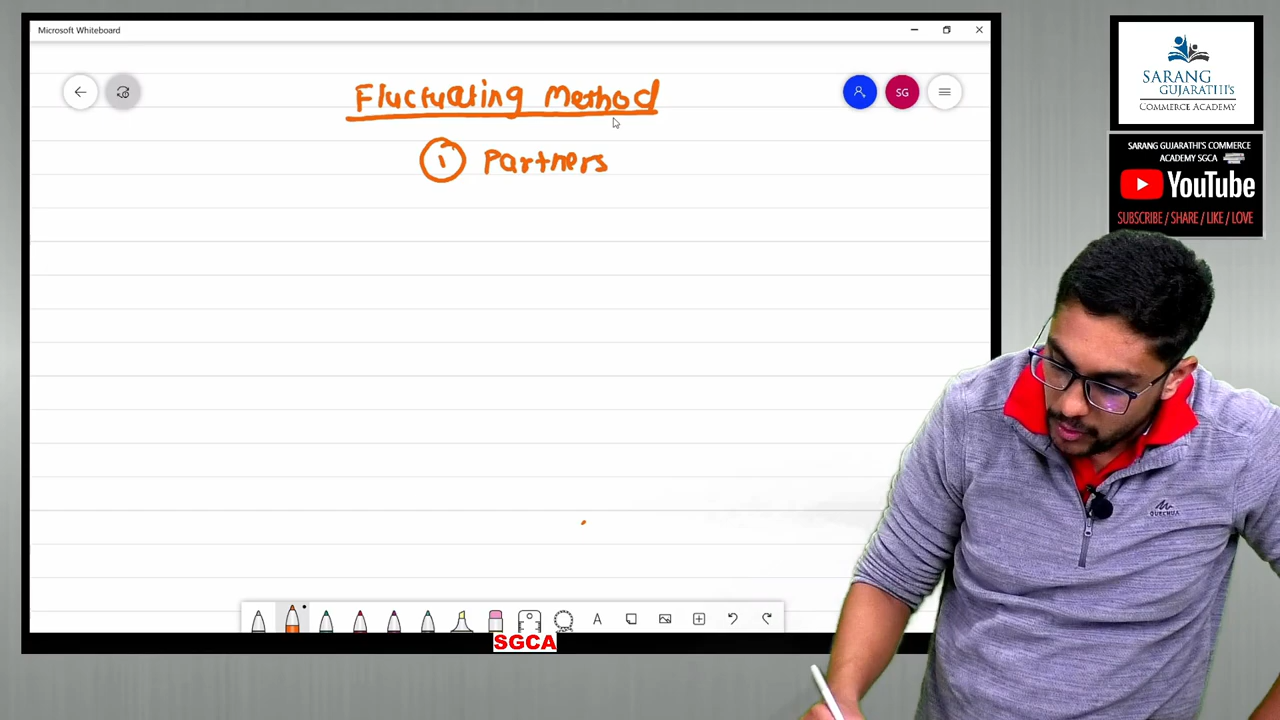 Microsoft Whiteboard
Fluctuating Method
1 Partners
SG
SARANG
GUJARATHI'S
COMMERCE ACADEMY
SARANG GUJARATHI'S COMMERCE
ACADEMY SGCA
YouTube
SUBSCRIBE / SHARE / LIKE / LOVE
QUECHUA
A
SGCA